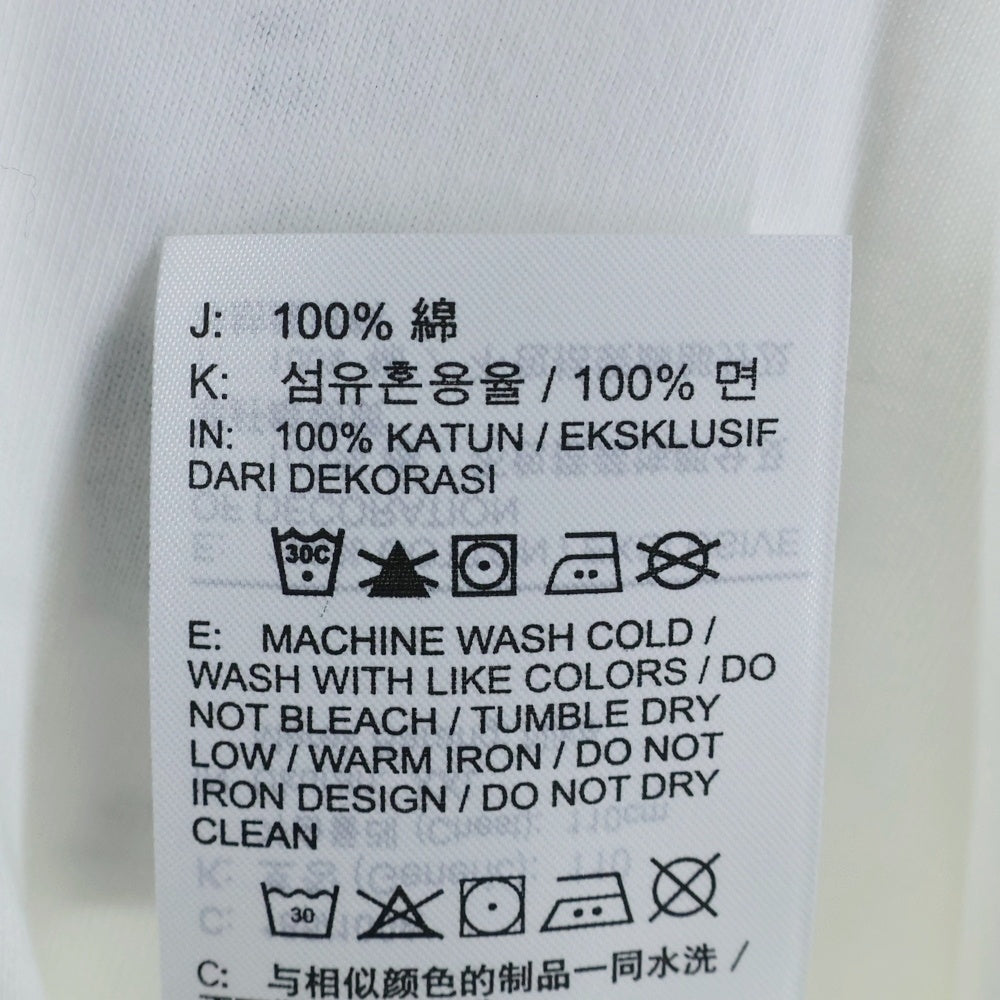 J: 100% 綿
K: 섬유혼용율 / 100% 면
IN: 100% KATUN / EKSKLUSIF
DARI DEKORASI
30C
E: MACHINE WASH COLD /
WASH WITH LIKE COLORS / DO
NOT BLEACH / TUMBLE DRY
LOW / WARM IRON / DO NOT
IRON DESIGN / DO NOT DRY
CLEAN
30
C: 与相似颜色的制品一同水洗 /